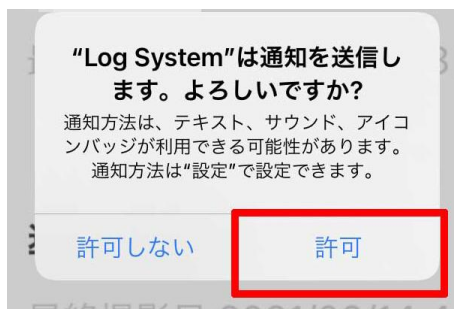 “Log System”は通知を送信し
ます。よろしいですか?
通知方法は、テキスト、サウンド、アイコ
ンバッジが利用できる可能性があります。
通知方法は“設定”で設定できます。
許可しない
許可